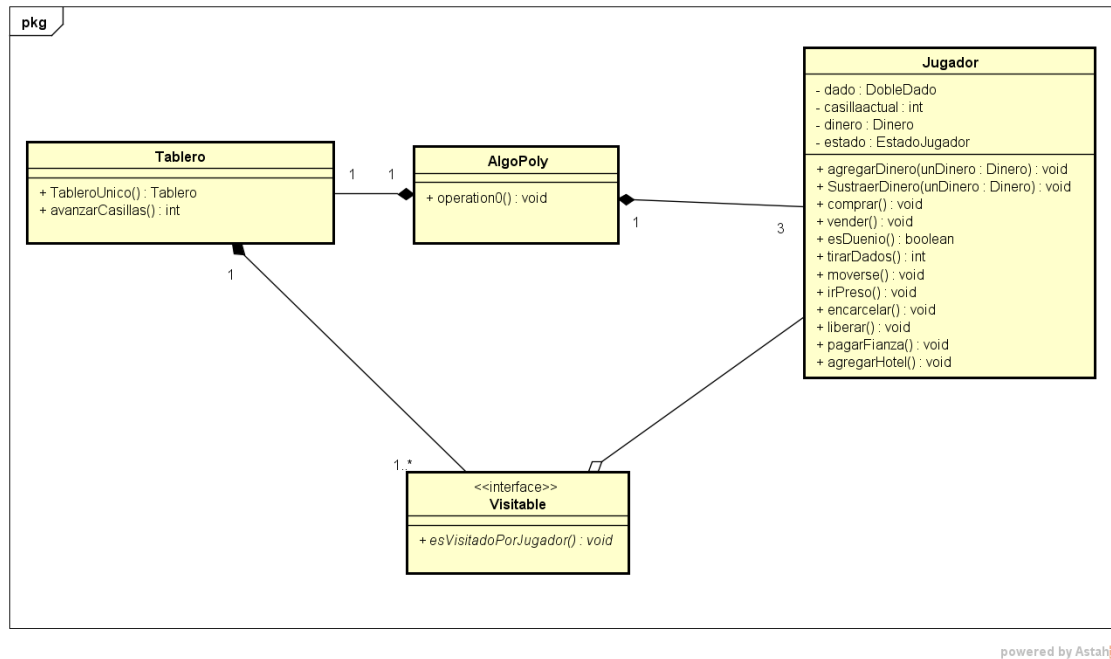 pkg
Tablero
+ TableroUnico() : Tablero
+ avanzarCasillas() : int
1
1
AlgoPoly
+ operation0() : void
1
3
Jugador
- dado : DobleDado
- casillaactual : int
- dinero : Dinero
- estado : EstadoJugador
+ agregarDinero(unDinero : Dinero) : void
+ SustraerDinero(unDinero : Dinero) : void
+ comprar() : void
+ vender() : void
+ esDuenio() : boolean
+ tirarDados() : int
+ moverse() : void
+ irPreso() : void
+ encarcelar() : void
+ liberar() : void
+ pagarFianza() : void
+ agregarHotel() : void
1
1..*
<<interface>>
Visitable
+ esVisitadoPorJugador() : void
powered by Astah